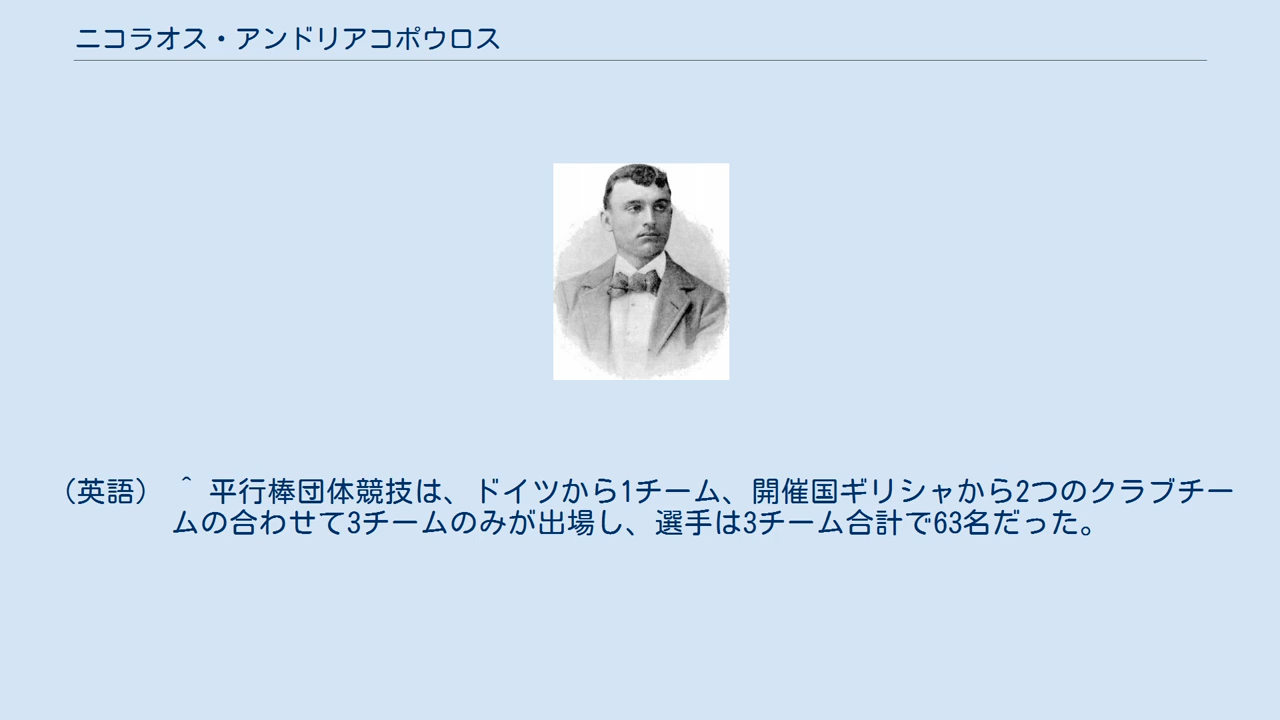 ニコラオス・アンドリアコポウロス
（英語） ＾ 平行棒団体競技は、ドイツから1チーム、開催国ギリシャから2つのクラブチー
ムの合わせて3チームのみが出場し、選手は3チーム合計で63名だった。